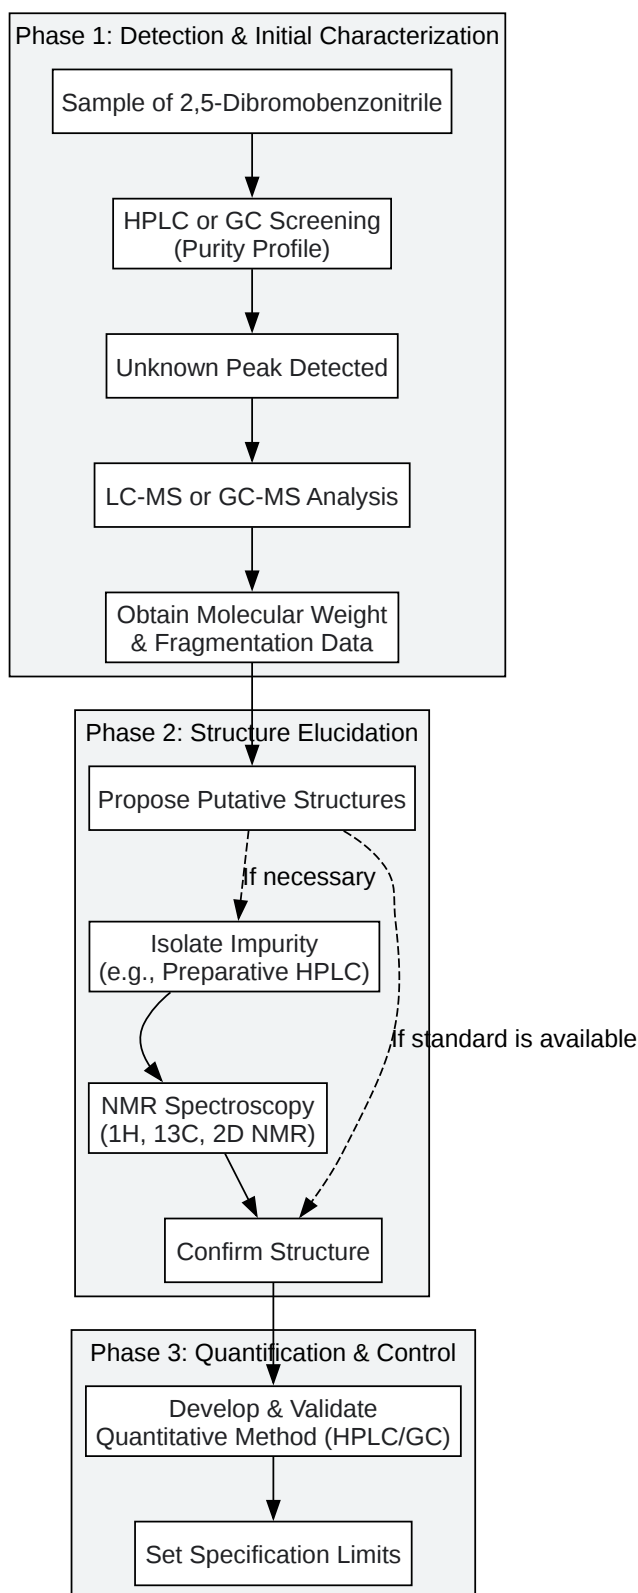 Phase 1: Detection & Initial Characterization
Sample of 2,5-Dibromobenzonitrile
HPLC or GC Screening
(Purity Profile)
Unknown Peak Detected
LC-MS or GC-MS Analysis
Obtain Molecular Weight
& Fragmentation Data
Phase 2: Structure Elucidation
Propose Putative Structures
If necessary
Isolate Impurity
(e.g., Preparative HPLC)
If standard is available
NMR Spectroscopy
(1H, 13C, 2D NMR)
Confirm Structure
Phase 3: Quantification & Control
Develop & Validate
Quantitative Method (HPLC/GC)
Set Specification Limits